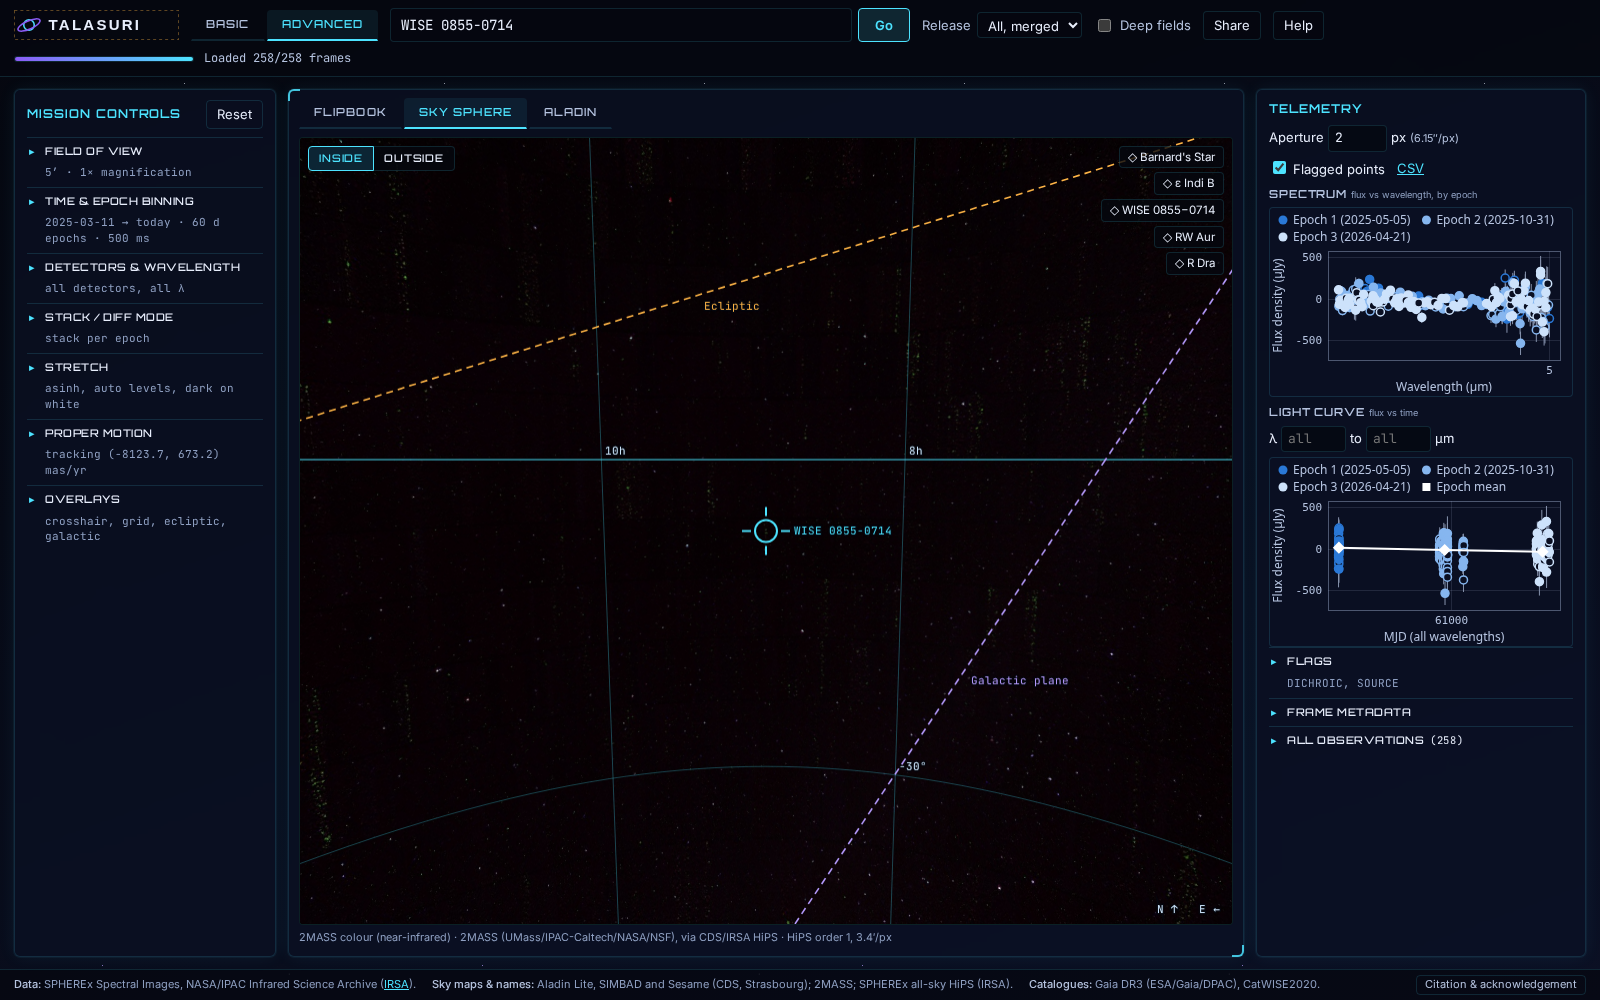 TALASURI
BASIC
ADVANCED
WISE 0855-0714
Go
Release
All, merged
Deep fields
Share
Help
Loaded 258/258 frames
MISSION CONTROLS
Reset
FIELD OF VIEW
5′ · 1× magnification
TIME & EPOCH BINNING
2025-03-11 → today · 60 d
epochs · 500 ms
DETECTORS & WAVELENGTH
all detectors, all λ
STACK / DIFF MODE
stack per epoch
STRETCH
asinh, auto levels, dark on
white
PROPER MOTION
tracking (-8123.7, 673.2)
mas/yr
OVERLAYS
crosshair, grid, ecliptic,
galactic
FLIPBOOK
SKY SPHERE
ALADIN
INSIDE
OUTSIDE
◇ Barnard's Star
◇ ε Indi B
◇ WISE 0855−0714
◇ RW Aur
◇ R Dra
Ecliptic
10h
8h
WISE 0855-0714
Galactic plane
-30°
N ↑ E ←
2MASS colour (near-infrared) · 2MASS (UMass/IPAC-Caltech/NASA/NSF), via CDS/IRSA HiPS · HiPS order 1, 3.4′/px
TELEMETRY
Aperture 2 px (6.15″/px)
Flagged points CSV
SPECTRUM flux vs wavelength, by epoch
Epoch 1 (2025-05-05) Epoch 2 (2025-10-31)
Epoch 3 (2026-04-21)
500
0
-500
Flux density (µJy)
5
Wavelength (µm)
LIGHT CURVE flux vs time
λ all to all µm
Epoch 1 (2025-05-05) Epoch 2 (2025-10-31)
Epoch 3 (2026-04-21) Epoch mean
500
0
-500
Flux density (µJy)
61000
MJD (all wavelengths)
FLAGS
DICHROIC, SOURCE
FRAME METADATA
ALL OBSERVATIONS (258)
Data: SPHEREx Spectral Images, NASA/IPAC Infrared Science Archive (IRSA). Sky maps & names: Aladin Lite, SIMBAD and Sesame (CDS, Strasbourg); 2MASS; SPHEREx all-sky HiPS (IRSA). Catalogues: Gaia DR3 (ESA/Gaia/DPAC), CatWISE2020.
Citation & acknowledgement